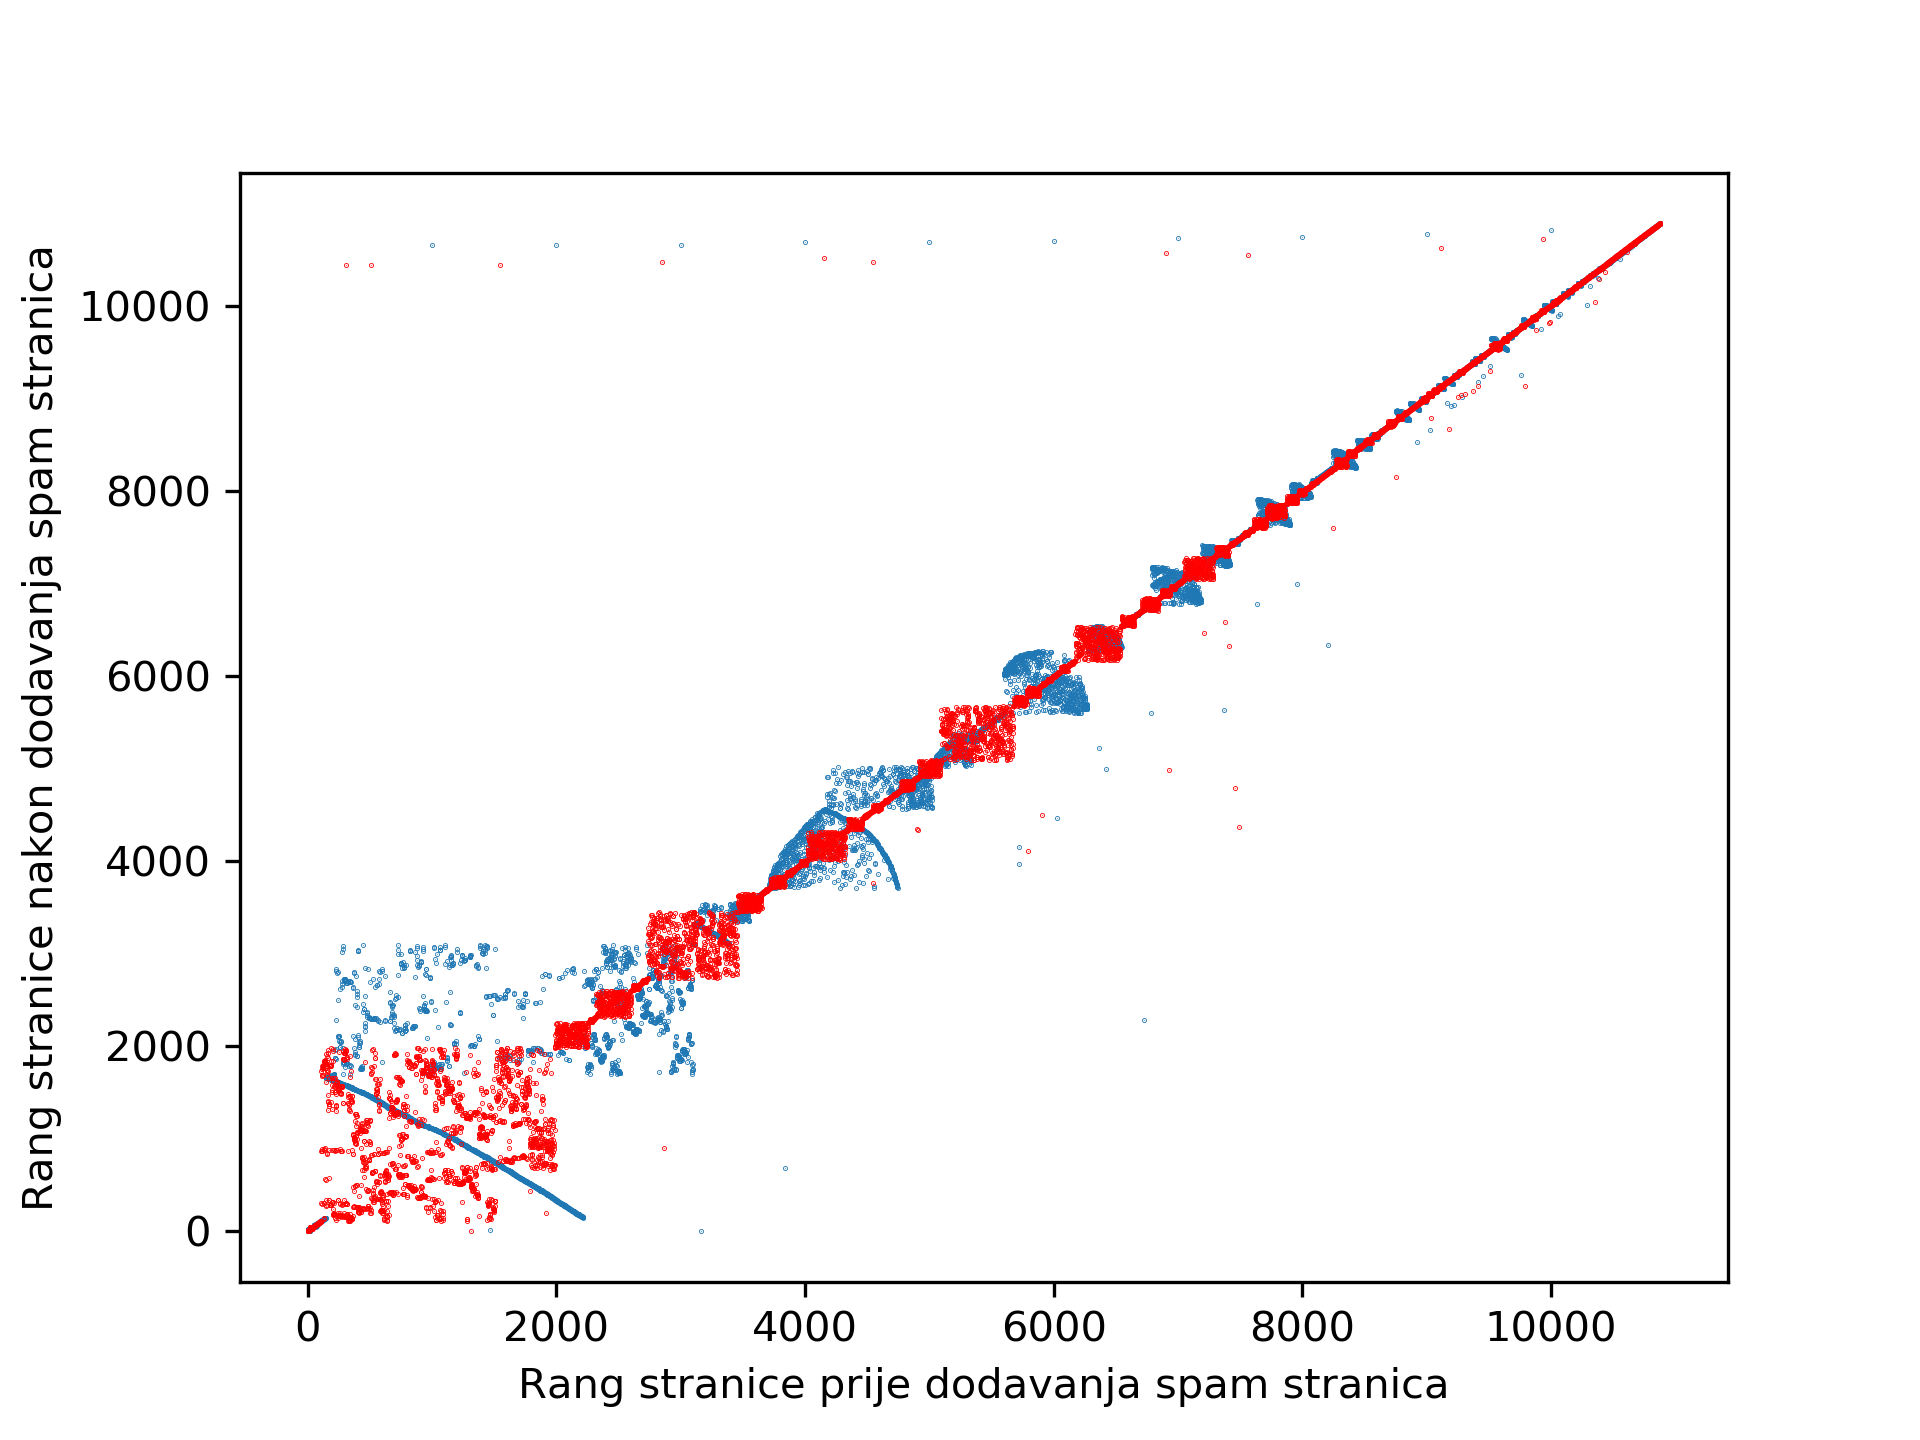 Rang stranice nakon dodavanja spam stranica
10000
8000
6000
4000
2000
0
0 2000 4000 6000 8000 10000
Rang stranice prije dodavanja spam stranica